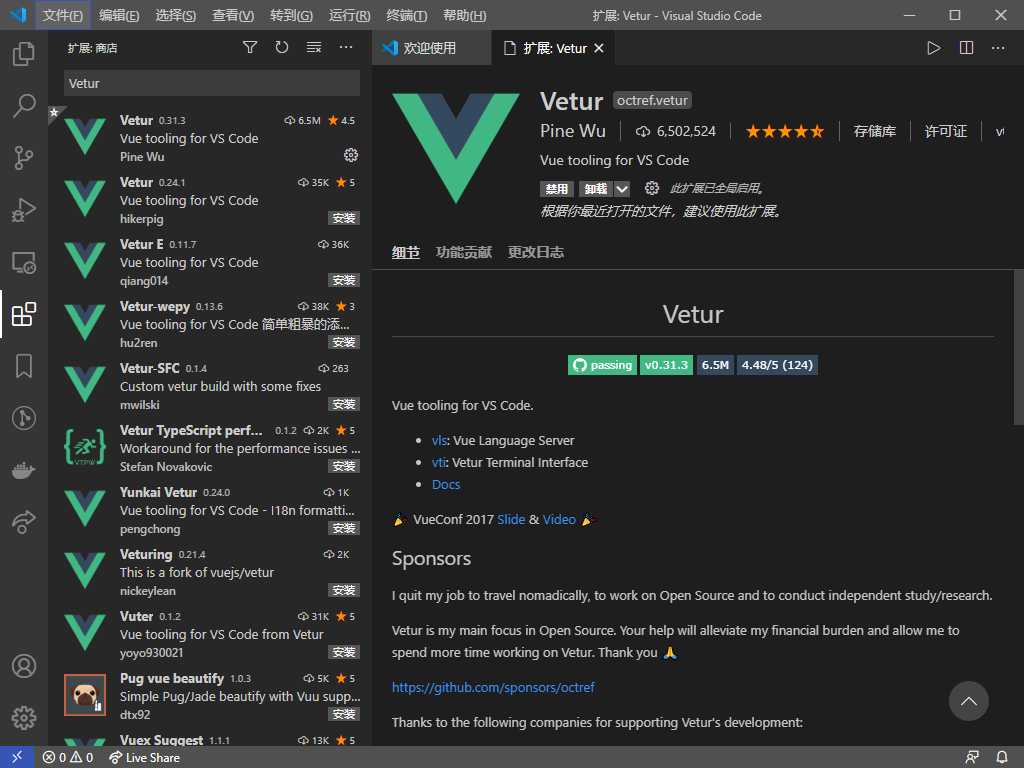 文件(F) 编辑(E) 选择(S) 查看(V) 转到(G) 运行(R) 终端(T) 帮助(H) 扩展: Vetur - Visual Studio Code
扩展: 商店
Vetur
Vetur 0.31.3 6.5M 4.5
Vue tooling for VS Code
Pine Wu
Vetur 0.24.1 35K 5
Vue tooling for VS Code
hikerpig 安装
Vetur E 0.11.7 36K
Vue tooling for VS Code
qiang014 安装
Vetur-wepy 0.13.6 38K 3
Vue tooling for VS Code 简单粗暴的添...
hu2ren 安装
Vetur-SFC 0.1.4 263
Custom vetur build with some fixes
mwilski 安装
Vetur TypeScript perf... 0.1.2 2K 5
VTPW
Workaround for the performance issues ...
Stefan Novakovic 安装
Yunkai Vetur 0.24.0 1K
Vue tooling for VS Code - I18n formatti...
pengchong 安装
Veturing 0.21.4 2K
This is a fork of vuejs/vetur
nickeylean 安装
Vuter 0.1.2 31K 5
Vue tooling for VS Code from Vetur
yoyo930021 安装
Pug vue beautify 1.0.3 5K 5
Simple Pug/Jade beautify with Vuu supp...
dtx92 安装
Vuex Suggest 1.1.1 13K 5
欢迎使用 扩展: Vetur
Vetur octref.vetur
Pine Wu 6,502,524 存储库 许可证
Vue tooling for VS Code
禁用 卸载 此扩展已全局启用。
根据你最近打开的文件，建议使用此扩展。
细节 功能贡献 更改日志
Vetur
passing v0.31.3 6.5M 4.48/5 (124)
Vue tooling for VS Code.
vls: Vue Language Server
vti: Vetur Terminal Interface
Docs
🎉 VueConf 2017 Slide & Video 🎉
Sponsors
I quit my job to travel nomadically, to work on Open Source and to conduct independent study/research.
Vetur is my main focus in Open Source. Your help will alleviate my financial burden and allow me to
spend more time working on Vetur. Thank you 🙏
https://github.com/sponsors/octref
Thanks to the following companies for supporting Vetur's development:
0 0 Live Share